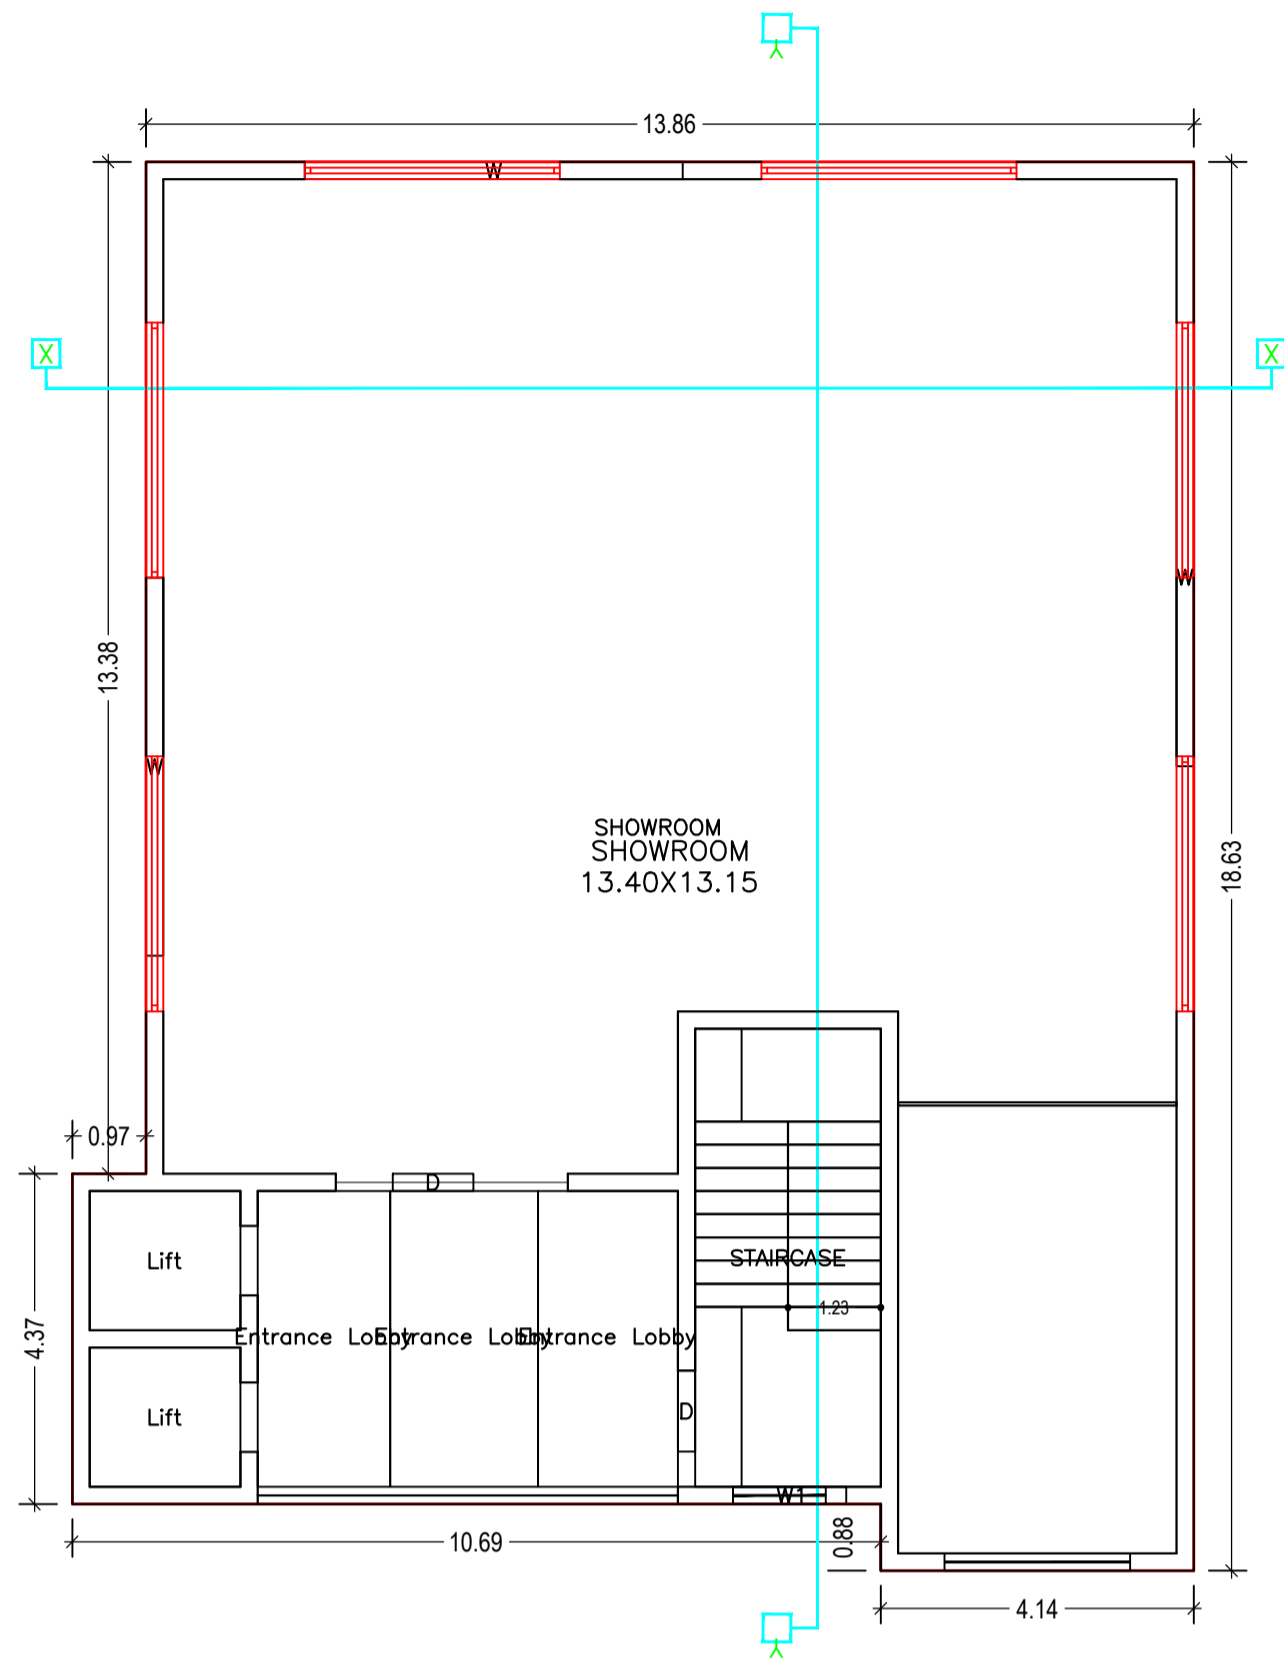 Y
13.86
W
X
X
W
13.38
W
SHOWROOM
SHOWROOM
13.40X13.15
18.63
0.97
D
Lift
STAIRCASE
1.23
Entrance Lobby
Entrance Lobby
Entrance Lobby
4.37
Lift
D
W1
10.69
0.88
4.14
Y